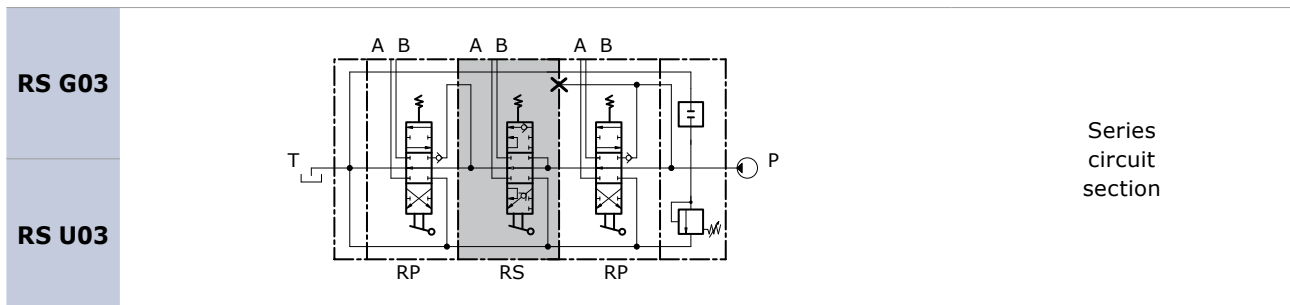 RS G03
RS U03
A B A B A B
T
P
RP RS RP
Series
circuit
section